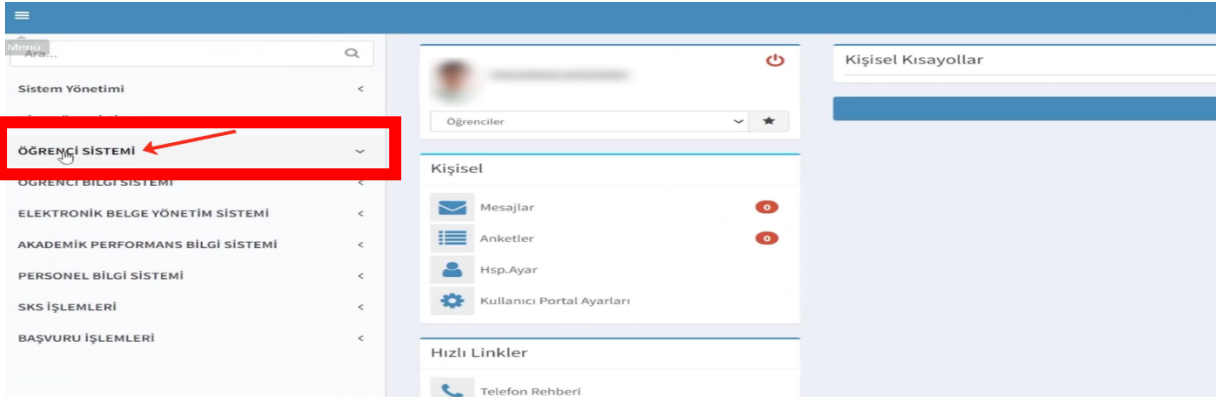 Menü
Ara...
Sistem Yönetimi
ÖĞRENCİ SİSTEMİ
ÖĞRENCİ BİLGİ SİSTEMİ
ELEKTRONİK BELGE YÖNETİM SİSTEMİ
AKADEMİK PERFORMANS BİLGİ SİSTEMİ
PERSONEL BİLGİ SİSTEMİ
SKS İŞLEMLERİ
BAŞVURU İŞLEMLERİ
Öğrenciler
Kişisel
Mesajlar 0
Anketler 0
Hsp.Ayar
Kullanıcı Portal Ayarları
Hızlı Linkler
Telefon Rehberi
Kişisel Kısayollar